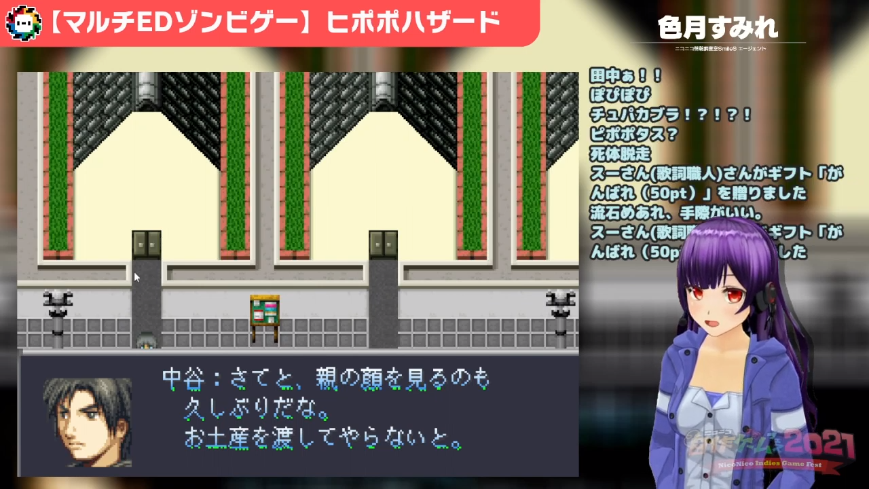 【マルチEDゾンビゲー】ヒポポハザード
色月すみれ
田中ぁ！！
ぽぴぽぴ
チュパカブラ！？！？！
ピポポタス？
死体脱走
スーさん(歌詞職人)さんがギフト「が
んばれ（50pt）」を贈りました
流石めあれ、手際がいい。
んばれ（50p
した
中谷：さてと、親の顔を見るのも
久しぶりだな。
お土産を渡してやらないと。
2021
NicoNico Indies Game Fest